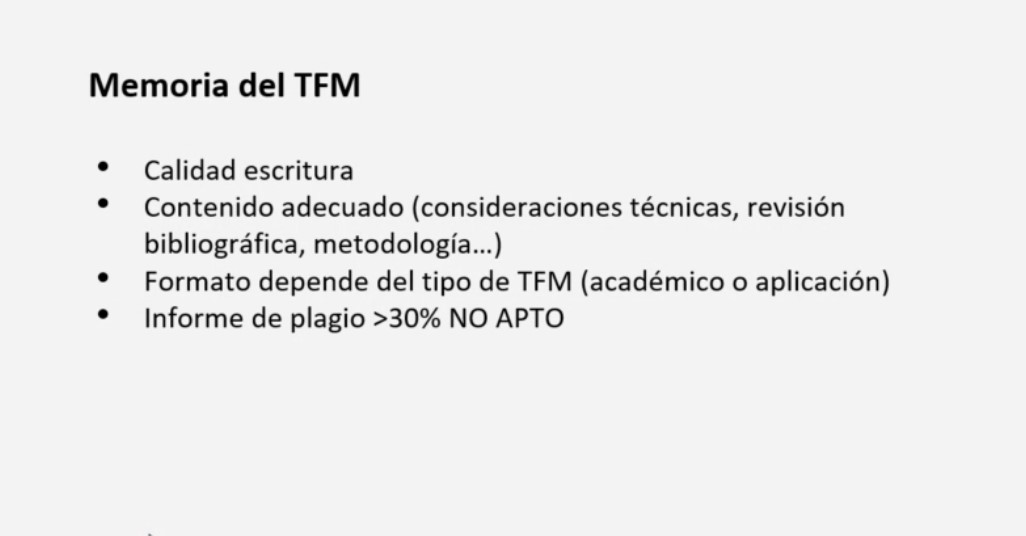 Memoria del TFM
• Calidad escritura
• Contenido adecuado (consideraciones técnicas, revisión
bibliográfica, metodología...)
• Formato depende del tipo de TFM (académico o aplicación)
• Informe de plagio >30% NO APTO